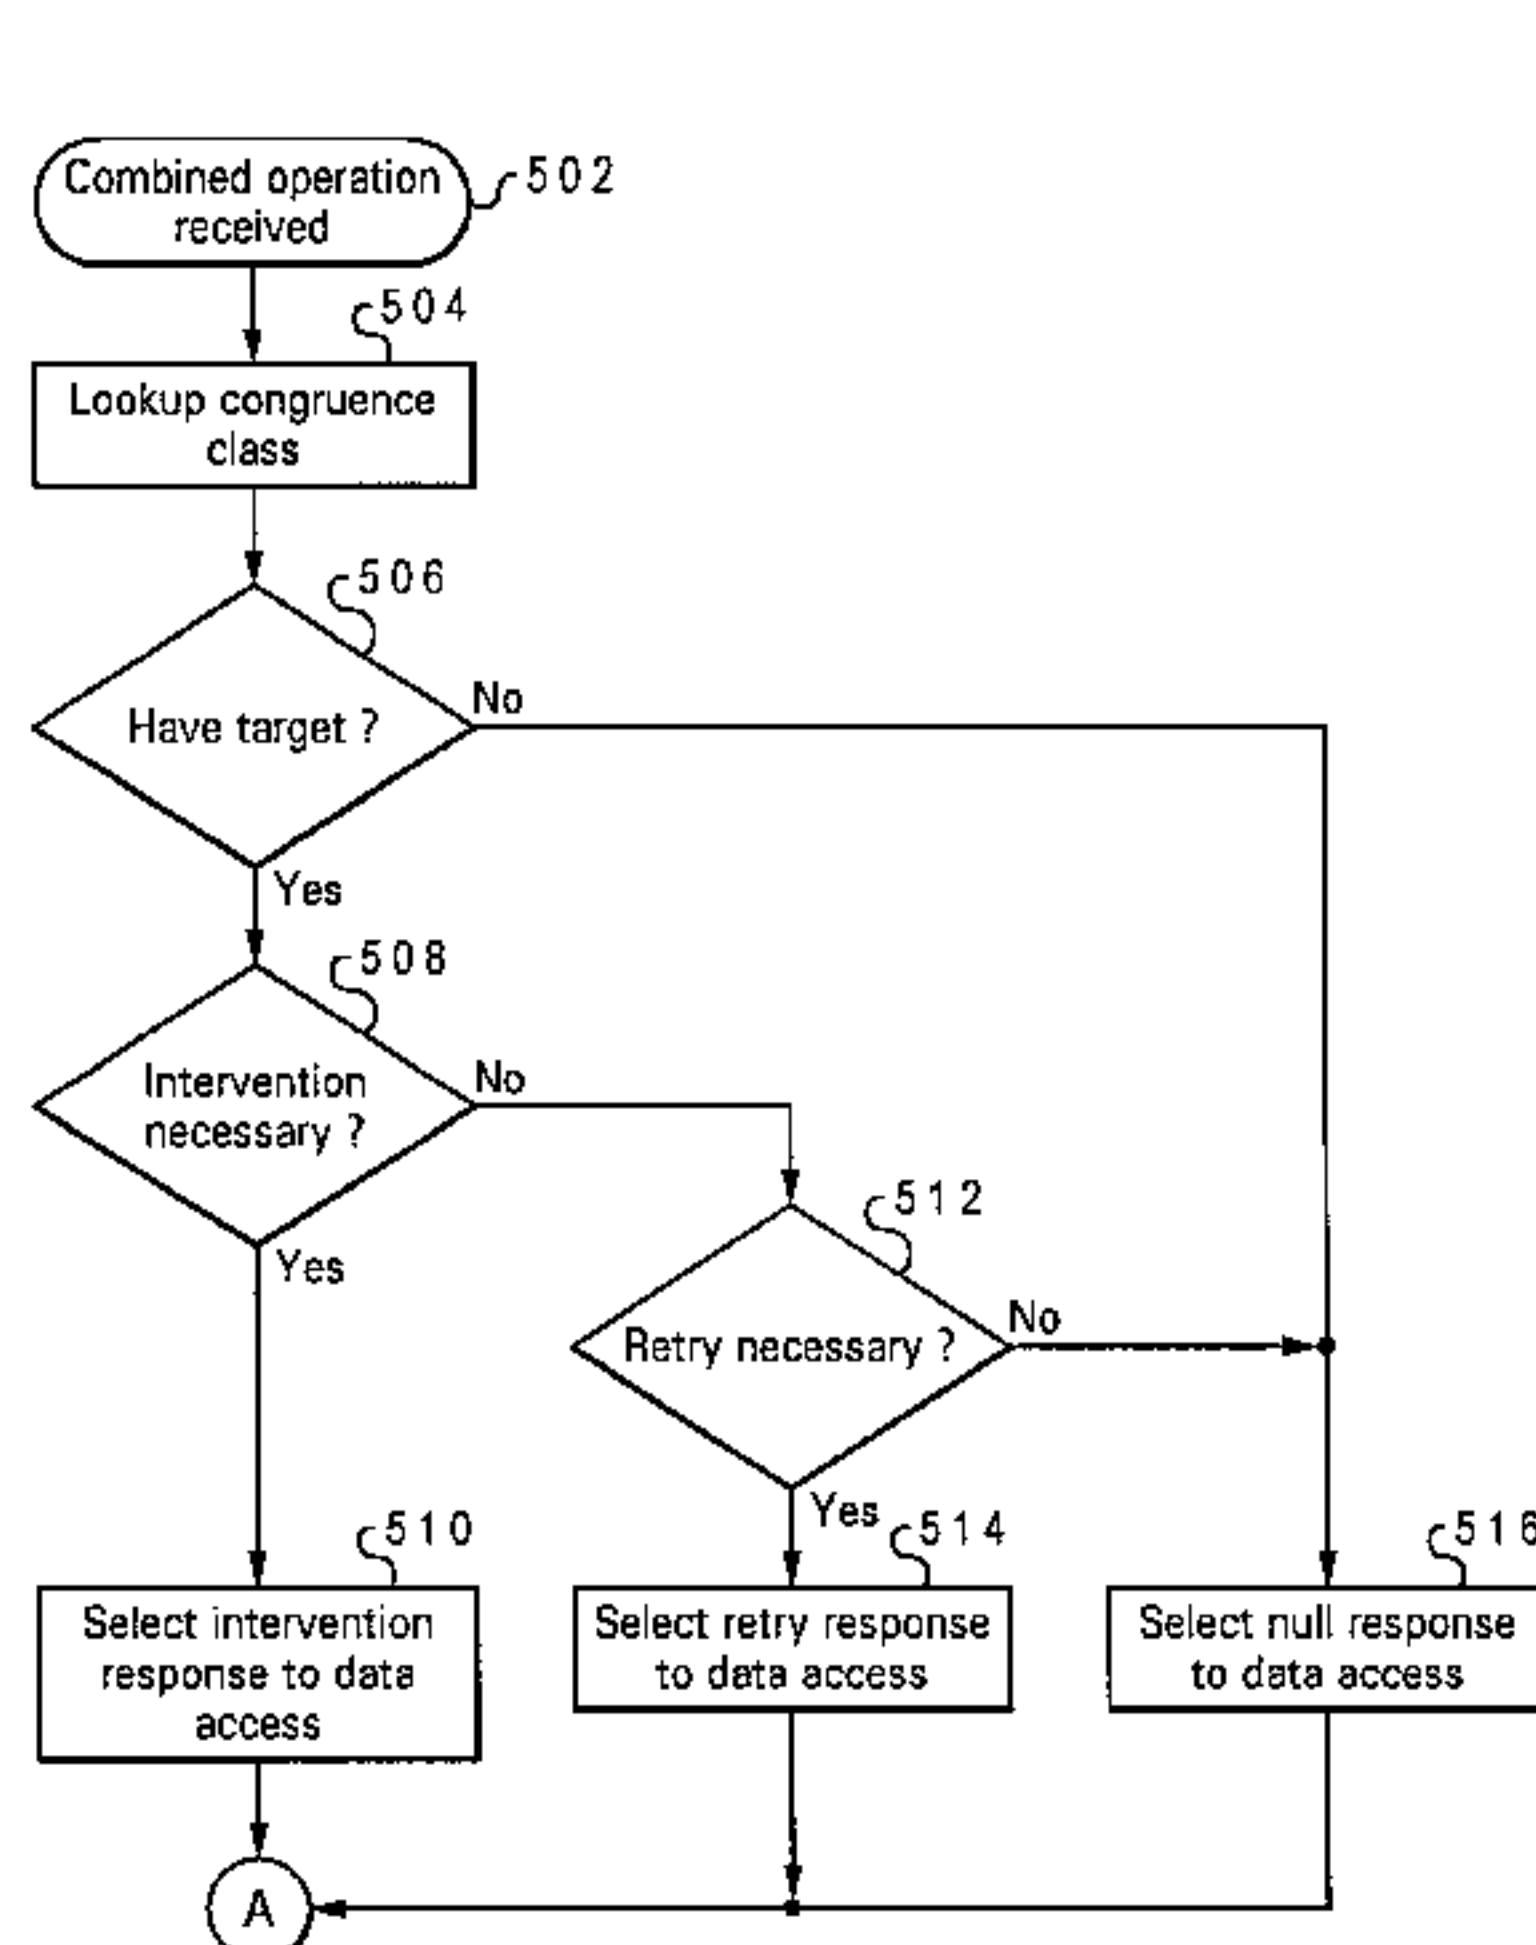 Combined operation
received
502
504
Lookup congruence
class
506
Have target ?
No
Yes
508
Intervention
necessary ?
No
Yes
512
Retry necessary ?
No
Yes
510
514
516
Select intervention
response to data
access
Select retry response
to data access
Select null response
to data access
A